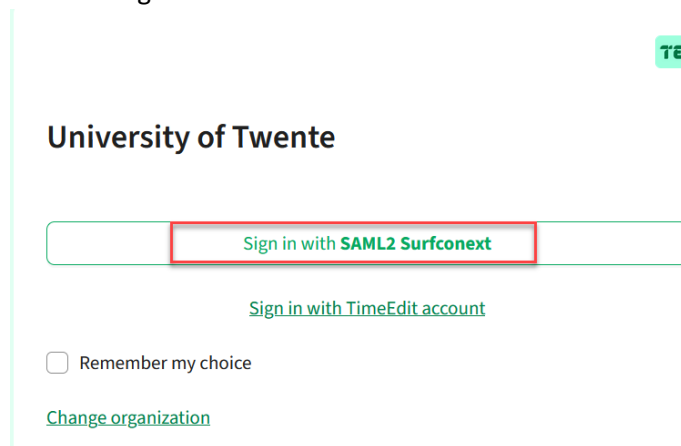 University of Twente
Sign in with SAML2 Surfconext
Sign in with TimeEdit account
Remember my choice
Change organization